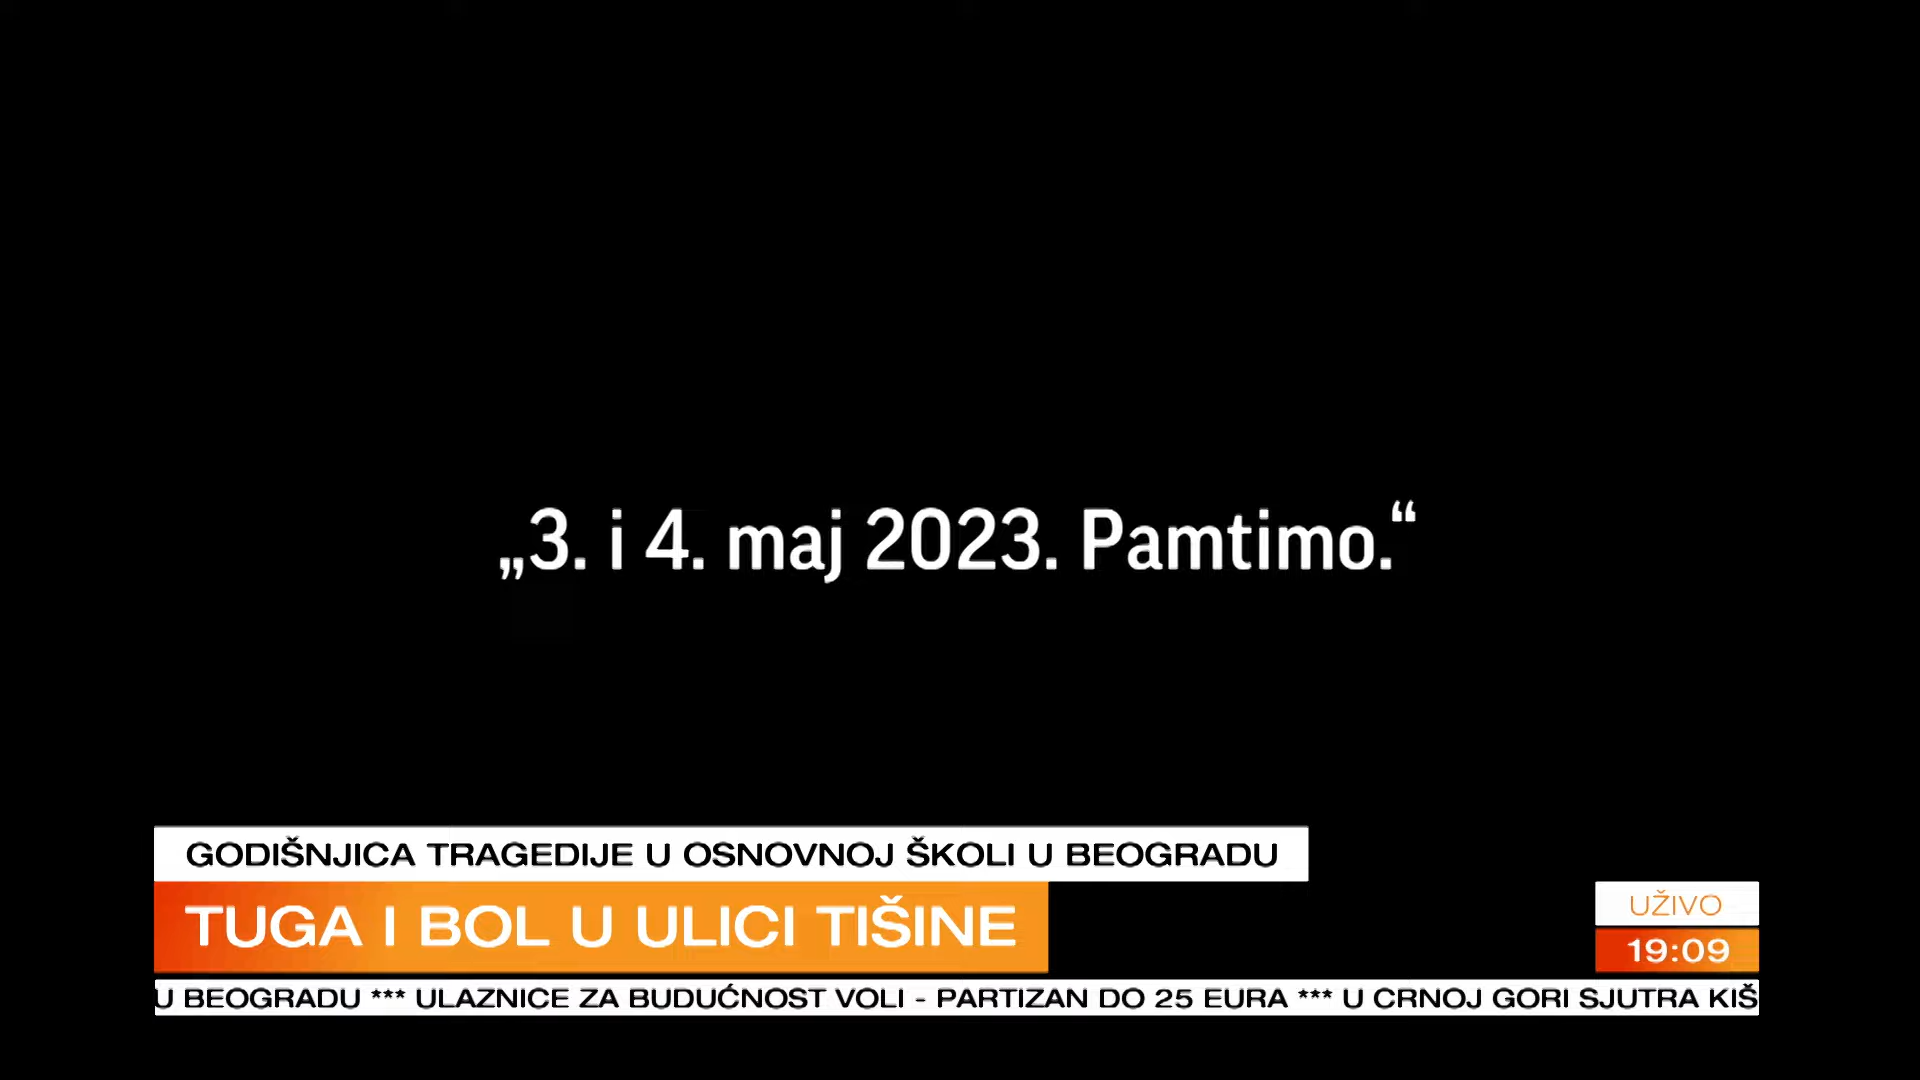 „3. i 4. maj 2023. Pamtimo.“
GODIŠNJICA TRAGEDIJE U OSNOVNOJ ŠKOLI U BEOGRADU
TUGA I BOL U ULICI TIŠINE
UŽIVO
19:09
U BEOGRADU *** ULAZNICE ZA BUDUĆNOST VOLI - PARTIZAN DO 25 EURA *** U CRNOJ GORI SJUTRA KIŠ